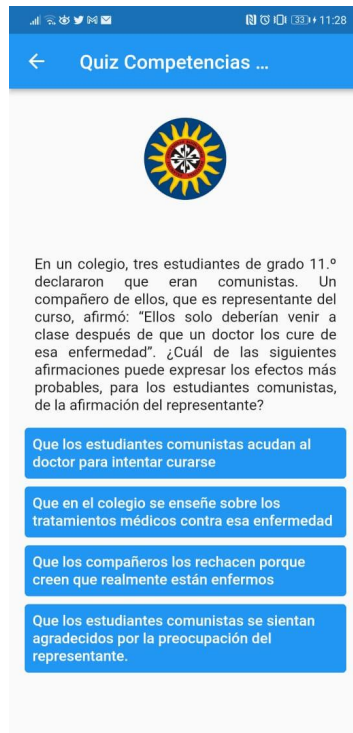 33 11:28
Quiz Competencias ...
En un colegio, tres estudiantes de grado 11.º
declararon que eran comunistas. Un
compañero de ellos, que es representante del
curso, afirmó: “Ellos solo deberían venir a
clase después de que un doctor los cure de
esa enfermedad”. ¿Cuál de las siguientes
afirmaciones puede expresar los efectos más
probables, para los estudiantes comunistas,
de la afirmación del representante?
Que los estudiantes comunistas acudan al
doctor para intentar curarse
Que en el colegio se enseñe sobre los
tratamientos médicos contra esa enfermedad
Que los compañeros los rechacen porque
creen que realmente están enfermos
Que los estudiantes comunistas se sientan
agradecidos por la preocupación del
representante.